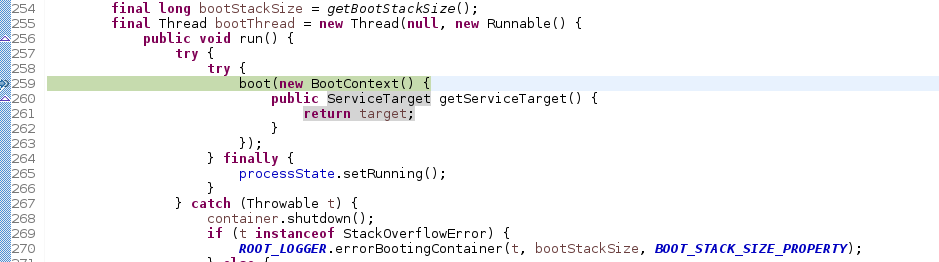 254 final long bootStackSize = getBootStackSize();
255 final Thread bootThread = new Thread(null, new Runnable() {
256 public void run() {
257 try {
258 try {
259 boot(new BootContext() {
260 public ServiceTarget getServiceTarget() {
261 return target;
262 }
263 });
264 } finally {
265 processState.setRunning();
266 }
267 } catch (Throwable t) {
268 container.shutdown();
269 if (t instanceof StackOverflowError) {
270 ROOT_LOGGER.errorBootingContainer(t, bootStackSize, BOOT_STACK_SIZE_PROPERTY);
271 } else {